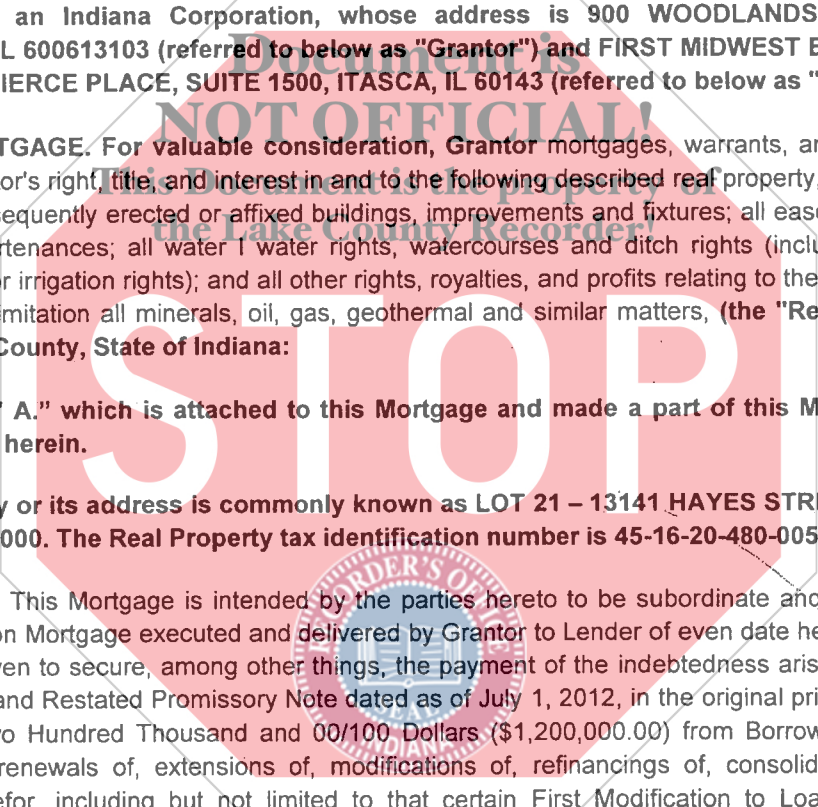 an Indiana Corporation, whose address is 900 WOODLANDS
L 600613103 (referred to below as "Grantor") and FIRST MIDWEST
Document is
IERCE PLACE, SUITE 1500, ITASCA, IL 60143 (referred to below as "
NOT OFFICIAL!
TGAGE. For valuable consideration, Grantor mortgages, warrants, an
This Document is the property of
or's right, title, and interest in and to the following described real property,
sequently erected or affixed buildings, improvements and fixtures; all ease
the Lake County Recorder!
rtenances; all water l water rights, watercourses and ditch rights (inclu
r irrigation rights); and all other rights, royalties, and profits relating to the
imitation all minerals, oil, gas, geothermal and similar matters, (the "Re
County, State of Indiana:
STOP
A.” which is attached to this Mortgage and made a part of this M
herein.
y or its address is commonly known as LOT 21 – 13141 HAYES STRE
000. The Real Property tax identification number is 45-16-20-480-005
RECORDER'S OFFICE
This Mortgage is intended by the parties hereto to be subordinate and
on Mortgage executed and delivered by Grantor to Lender of even date he
ven to secure, among other things, the payment of the indebtedness aris
and Restated Promissory Note dated as of July 1, 2012, in the original pri
SEAL
vo Hundred Thousand and 00/100 Dollars ($1,200,000.00) from Borrow
INDIANA
renewals of, extensions of, modifications of, refinancings of, consolid
efor, including but not limited to that certain First Modification to Loa